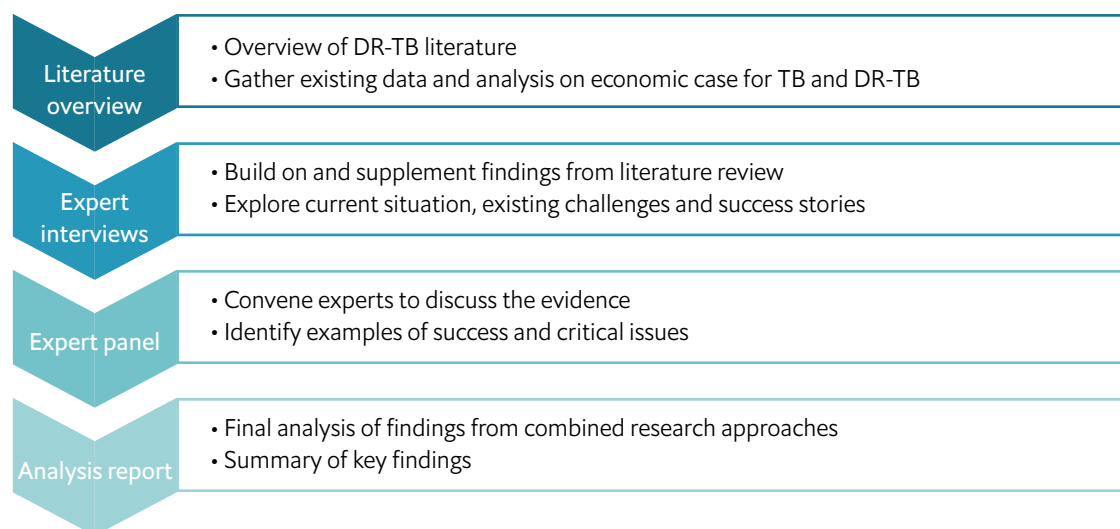 Literature
overview
• Overview of DR-TB literature
• Gather existing data and analysis on economic case for TB and DR-TB
Expert
interviews
• Build on and supplement findings from literature review
• Explore current situation, existing challenges and success stories
Expert panel
• Convene experts to discuss the evidence
• Identify examples of success and critical issues
Analysis report
• Final analysis of findings from combined research approaches
• Summary of key findings